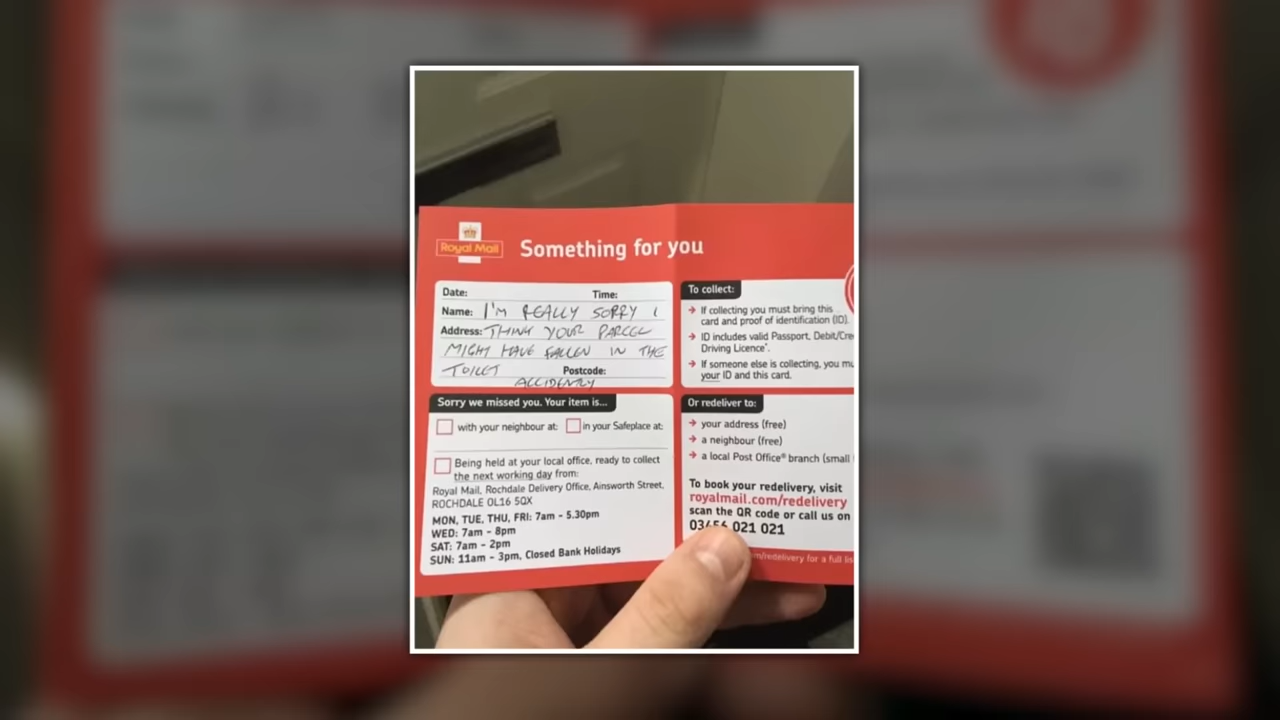 Royal Mail
Something for you
Date: Time:
Name: I'M REALLY SORRY I
Address: THINK YOUR PARCEL
MIGHT HAVE FALLEN IN THE
TOILET Postcode:
ACCIDENTLY
To collect:
→ If collecting you must bring this
card and proof of identification (ID).
→ ID includes valid Passport, Debit/Cre
Driving Licence*.
→ If someone else is collecting, you mu
your ID and this card.
Sorry we missed you. Your item is...
with your neighbour at: in your Safeplace at:
Being held at your local office, ready to collect
the next working day from:
Royal Mail, Rochdale Delivery Office, Ainsworth Street,
ROCHDALE OL16 5QX
MON, TUE, THU, FRI: 7am - 5.30pm
WED: 7am - 8pm
SAT: 7am - 2pm
SUN: 11am - 3pm, Closed Bank Holidays
Or redeliver to:
→ your address (free)
→ a neighbour (free)
→ a local Post Office® branch (small
To book your redelivery, visit
royalmail.com/redelivery
scan the QR code or call us on
03456 021 021
m/redelivery for a full lis